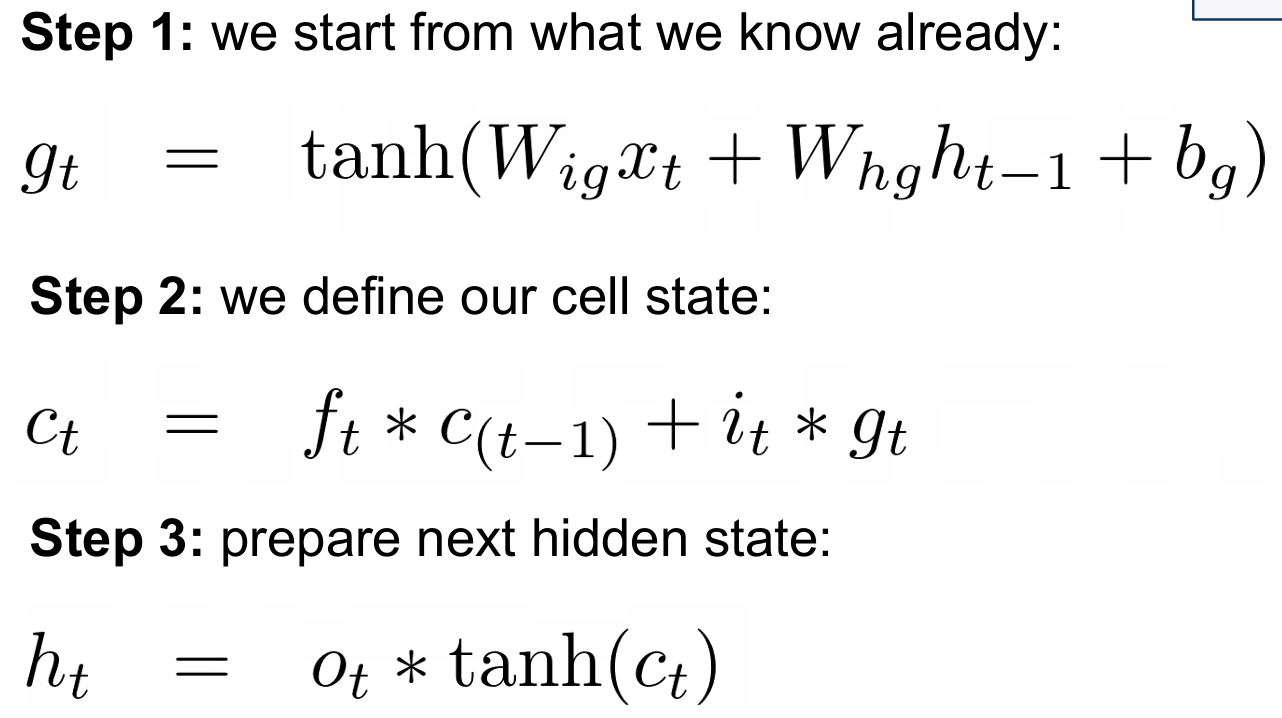 Step 1: we start from what we know already:
g_t = tanh(W_{ig}x_t + W_{hg}h_{t-1} + b_g)
Step 2: we define our cell state:
c_t = f_t * c_{(t-1)} + i_t * g_t
Step 3: prepare next hidden state:
h_t = o_t * tanh(c_t)